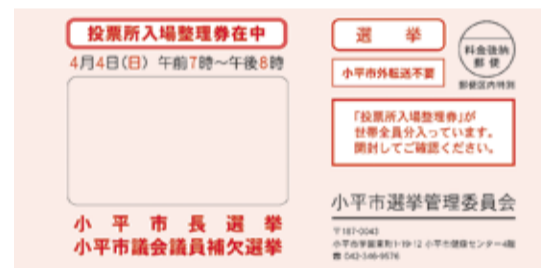 投票所入場整理券在中
4月4日(日) 午前7時～午後8時
小平市長選挙
小平市議会議員補欠選挙
選挙
小平市外転送不要
料金後納
郵便
郵便区内特別
「投票所入場整理券」が
世帯全員分入っています。
開封してご確認ください。
小平市選挙管理委員会
〒187-0043
小平市学園東町1-19-12 小平市健康センター4階
☎ 042-346-9576